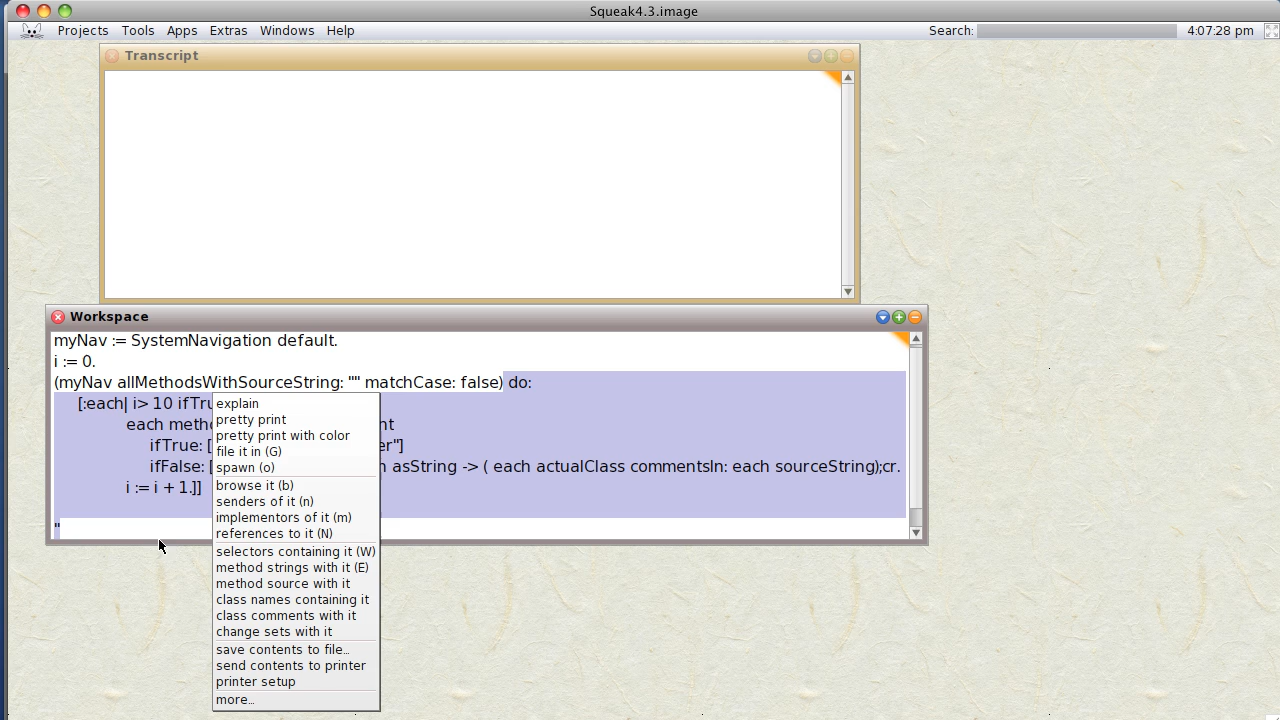 Squeak4.3.image
Projects Tools Apps Extras Windows Help Search: 4:07:28 pm
Transcript
Workspace
myNav := SystemNavigation default.
i := 0.
(myNav allMethodsWithSourceString: '"' matchCase: false) do:
[:each| i> 10 ifTru
each metho nt
ifTrue: [ er"]
ifFalse: [ asString -> ( each actualClass commentsIn: each sourceString);cr.
i := i + 1.]]
"
explain
pretty print
pretty print with color
file it in (G)
spawn (o)
browse it (b)
senders of it (n)
implementors of it (m)
references to it (N)
selectors containing it (W)
method strings with it (E)
method source with it
class names containing it
class comments with it
change sets with it
save contents to file...
send contents to printer
printer setup
more...